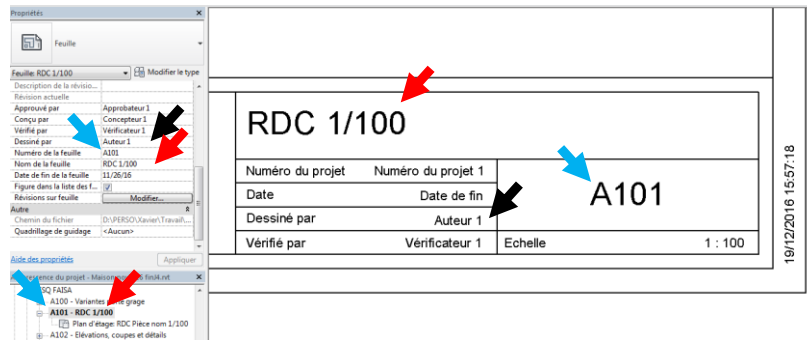 Propriétés
Feuille
Feuille: RDC 1/100
Modifier le type
Description de la révisio...
Révision actuelle
Approuvé par Approbateur 1
Conçu par Concepteur 1
Vérifié par Vérificateur 1
Dessiné par Auteur 1
Numéro de la feuille A101
Nom de la feuille RDC 1/100
Date de fin de la feuille 11/26/16
Figure dans la liste des f...
Révisions sur feuille Modifier...
Autre
Chemin du fichier D:\PERSO\Xavier\Travail\...
Quadrillage de guidage <Aucun>
Aide des propriétés
Appliquer
du projet - Maison
A100 - Variantes
A101 - RDC 1/100
Plan d'étage: RDC Pièce nom 1/100
A102 - Elévations, coupes et détails
RDC 1/100
Numéro du projet Numéro du projet 1
Date Date de fin
Dessiné par Auteur 1
Vérifié par Vérificateur 1
A101
Echelle 1 : 100
19/12/2016 15:57:18